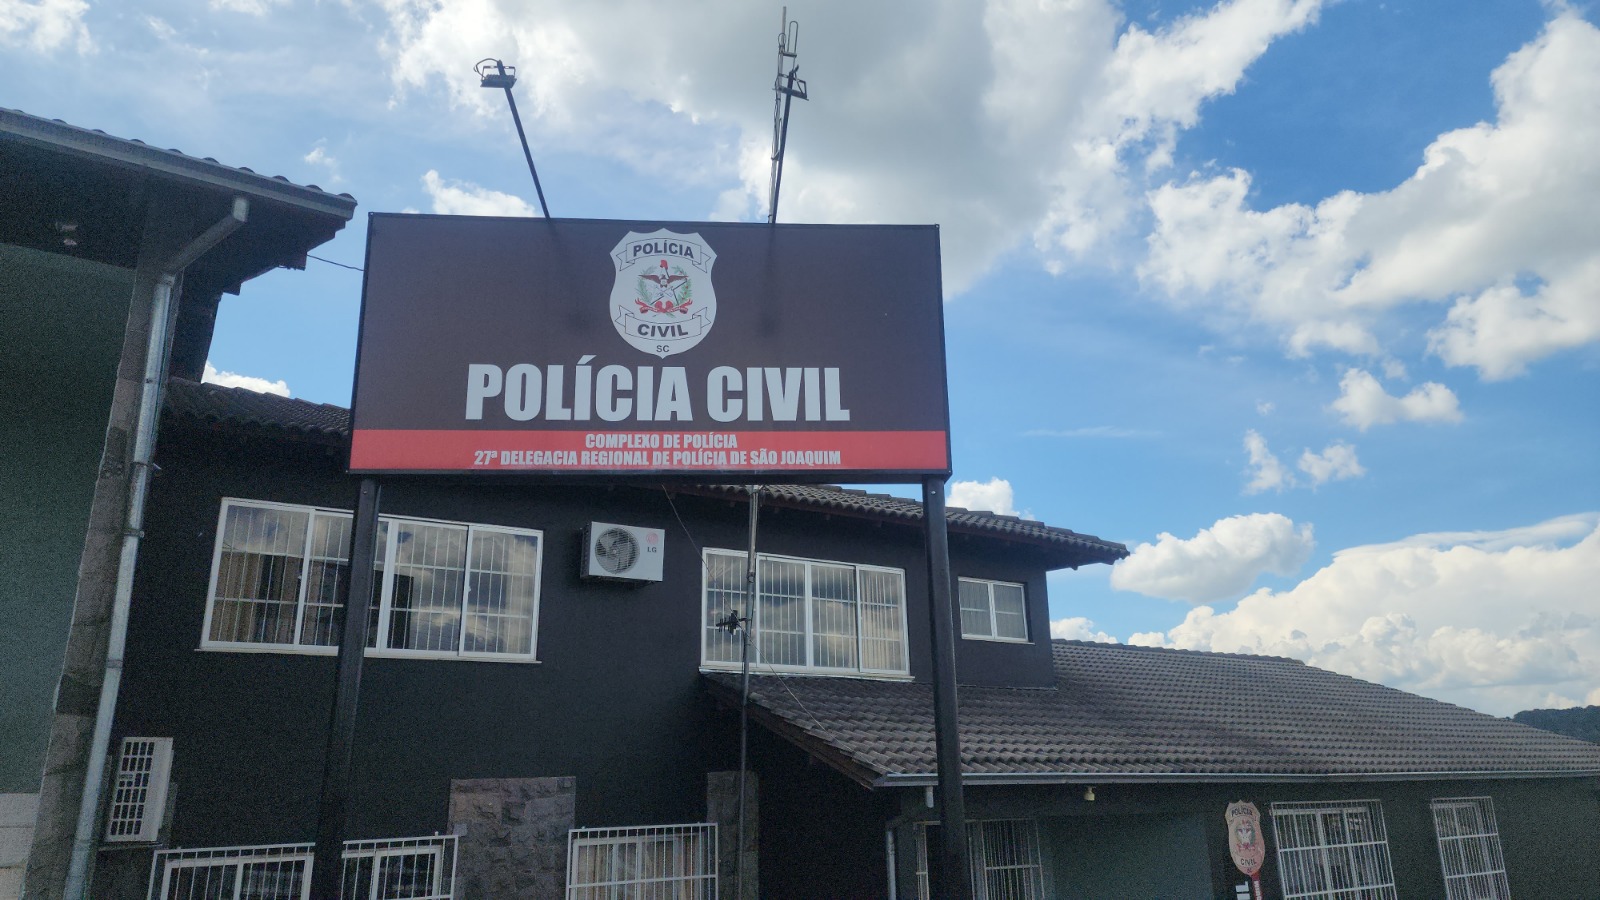 POLÍCIA
CIVIL
SC
POLÍCIA CIVIL
COMPLEXO DE POLÍCIA
27ª DELEGACIA REGIONAL DE POLÍCIA DE SÃO JOAQUIM
LG
POLÍCIA
CIVIL